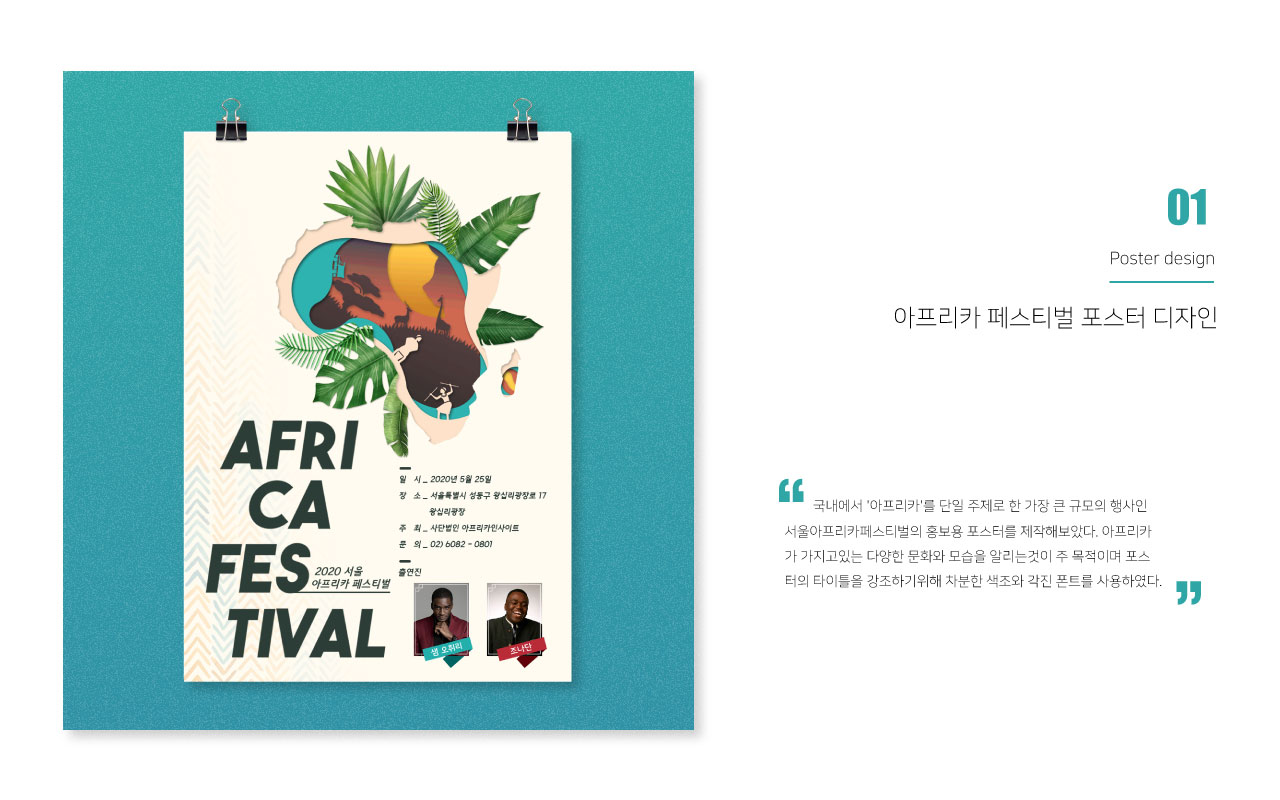 AFRI
CA
FES
TIVAL
2020 서울
아프리카 페스티벌
일 시 _ 2020년 5월 25일
장 소 _ 서울특별시 성동구 왕십리광장로 17
왕십리광장
주 최 _ 사단법인 아프리카인사이트
문 의 _ 02) 6082 - 0801
출연진
샘 오취리
조나단
01
Poster design
아프리카 페스티벌 포스터 디자인
❝ 국내에서 '아프리카'를 단일 주제로 한 가장 큰 규모의 행사인
서울아프리카페스티벌의 홍보용 포스터를 제작해보았다. 아프리카
가 가지고있는 다양한 문화와 모습을 알리는것이 주 목적이며 포스
터의 타이틀을 강조하기위해 차분한 색조와 각진 폰트를 사용하였다. ❞